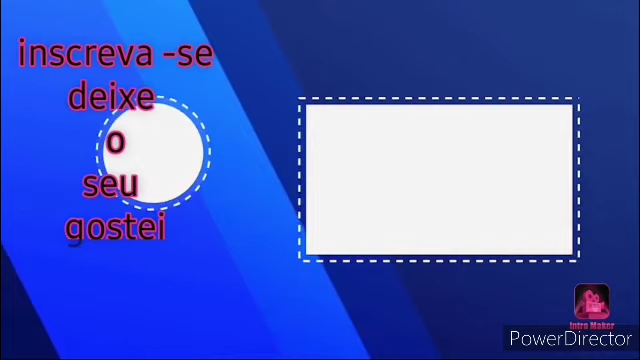 inscreva -se
deixe
o
seu
gostei
Intro Maker
PowerDirector